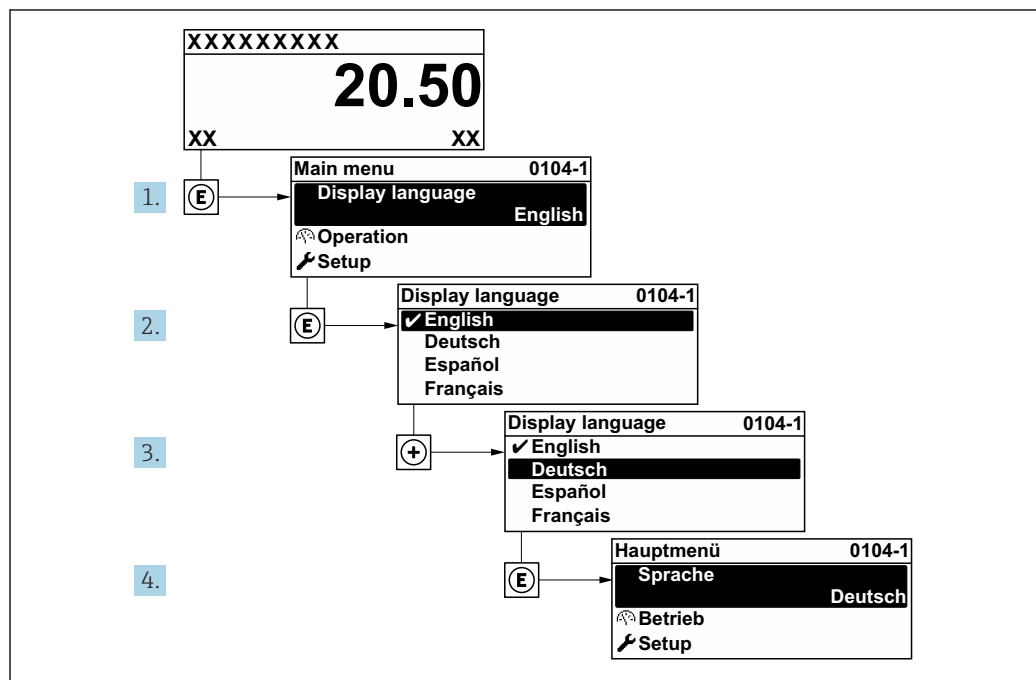 XXXXXXXXX
20.50
XX XX
1. E
Main menu 0104-1
Display language
English
Operation
Setup
2. E
Display language 0104-1
✔ English
Deutsch
Español
Français
3. +
Display language 0104-1
✔ English
Deutsch
Español
Français
4. E
Hauptmenü 0104-1
Sprache
Deutsch
Betrieb
Setup